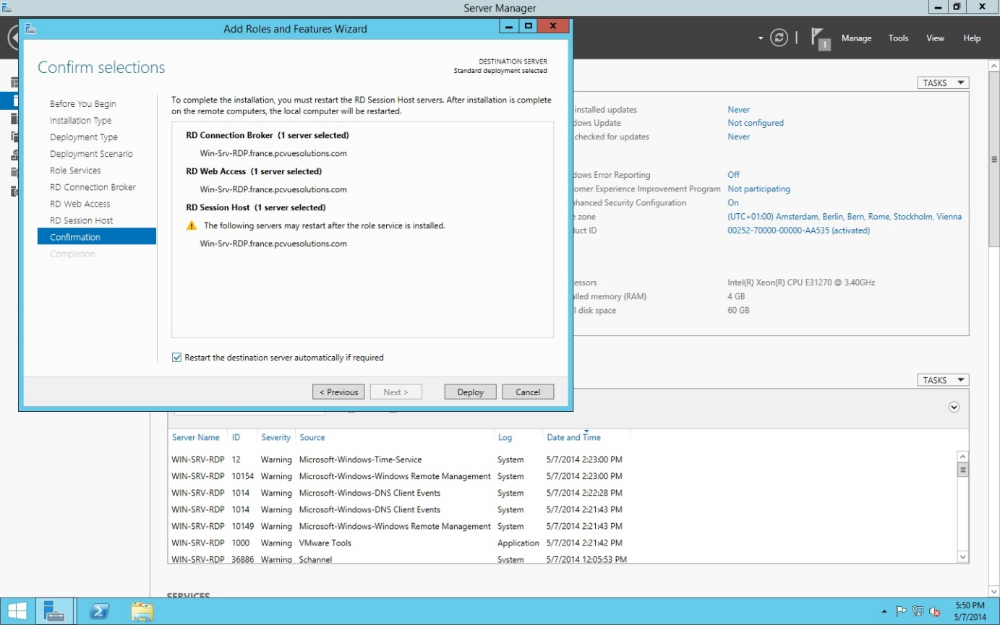 Server Manager
Add Roles and Features Wizard
1
Manage Tools View Help
Confirm selections
DESTINATION SERVER
Standard deployment selected
Before You Begin
Installation Type
Deployment Type
Deployment Scenario
Role Services
RD Connection Broker
RD Web Access
RD Session Host
Confirmation
Completion
To complete the installation, you must restart the RD Session Host servers. After installation is complete
on the remote computers, the local computer will be restarted.
RD Connection Broker (1 server selected)
Win-Srv-RDP.france.pcvuesolutions.com
RD Web Access (1 server selected)
Win-Srv-RDP.france.pcvuesolutions.com
RD Session Host (1 server selected)
The following servers may restart after the role service is installed.
Win-Srv-RDP.france.pcvuesolutions.com
Restart the destination server automatically if required
< Previous Next > Deploy Cancel
TASKS
installed updates Never
dows Update Not configured
checked for updates Never
dows Error Reporting Off
omer Experience Improvement Program Not participating
nhanced Security Configuration On
e zone (UTC+01:00) Amsterdam, Berlin, Bern, Rome, Stockholm, Vienna
duct ID 00252-70000-00000-AA535 (activated)
essors Intel(R) Xeon(R) CPU E31270 @ 3.40GHz
lled memory (RAM) 4 GB
l disk space 60 GB
TASKS
Server Name ID Severity Source Log Date and Time
WIN-SRV-RDP 12 Warning Microsoft-Windows-Time-Service System 5/7/2014 2:23:00 PM
WIN-SRV-RDP 10154 Warning Microsoft-Windows-Windows Remote Management System 5/7/2014 2:23:00 PM
WIN-SRV-RDP 1014 Warning Microsoft-Windows-DNS Client Events System 5/7/2014 2:22:28 PM
WIN-SRV-RDP 1014 Warning Microsoft-Windows-DNS Client Events System 5/7/2014 2:21:43 PM
WIN-SRV-RDP 10149 Warning Microsoft-Windows-Windows Remote Management System 5/7/2014 2:21:43 PM
WIN-SRV-RDP 1000 Warning VMware Tools Application 5/7/2014 2:21:42 PM
WIN-SRV-RDP 36886 Warning Schannel System 5/7/2014 12:05:53 PM
SERVICES
5:50 PM
5/7/2014